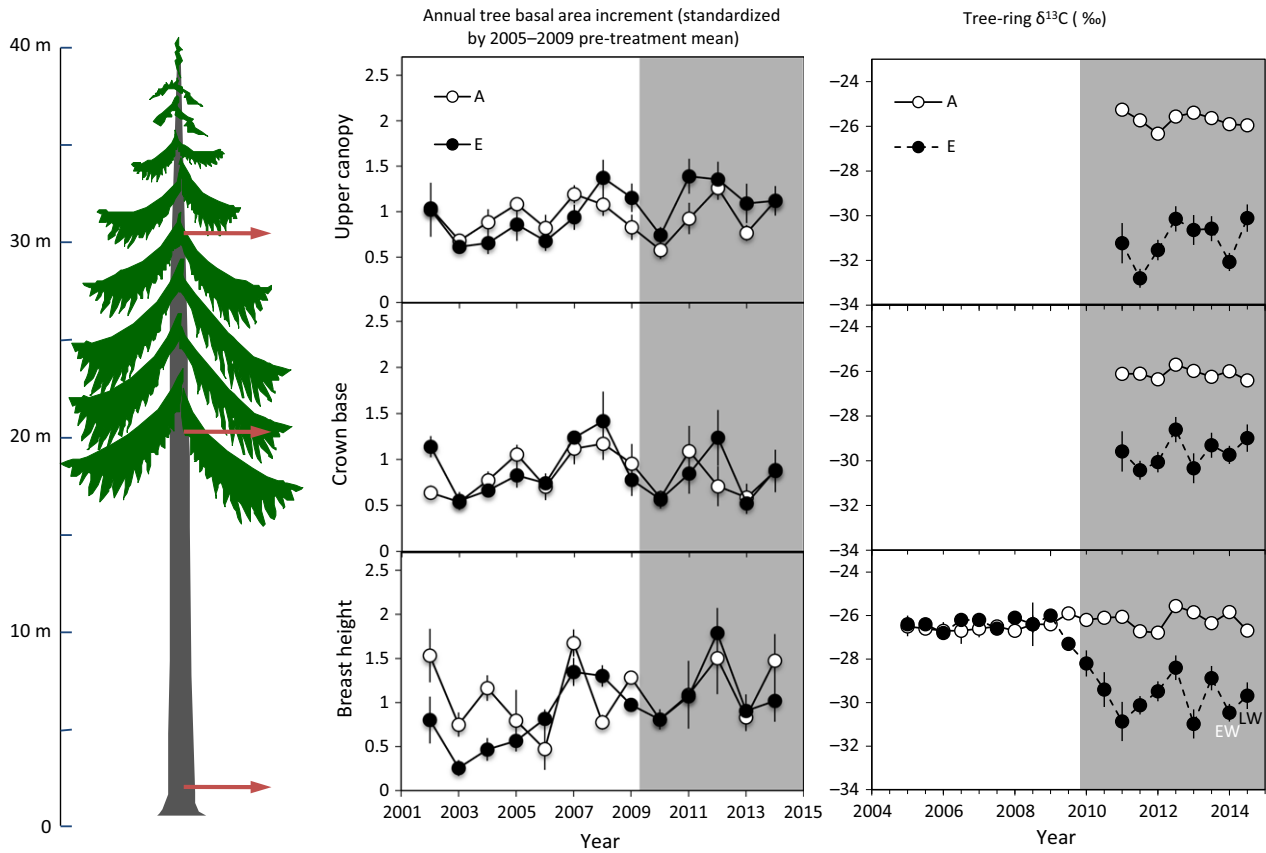 Annual tree basal area increment (standardized
by 2005–2009 pre-treatment mean)
Tree-ring δ¹³C ( ‰)
40 m
30 m
20 m
10 m
0
Upper canopy
2.5
2
1.5
1
0.5
0
A
E
–24
–26
–30
–32
–34
A
E
Crown base
2.5
2
1.5
1
0.5
0
–24
–26
–28
–30
–32
–34
Breast height
2.5
2
1.5
1
0.5
0
2001 2003 2005 2007 2009 2011 2013 2015
Year
–24
–26
–28
–30
–32
–34
EW
LW
2004 2006 2008 2010 2012 2014
Year